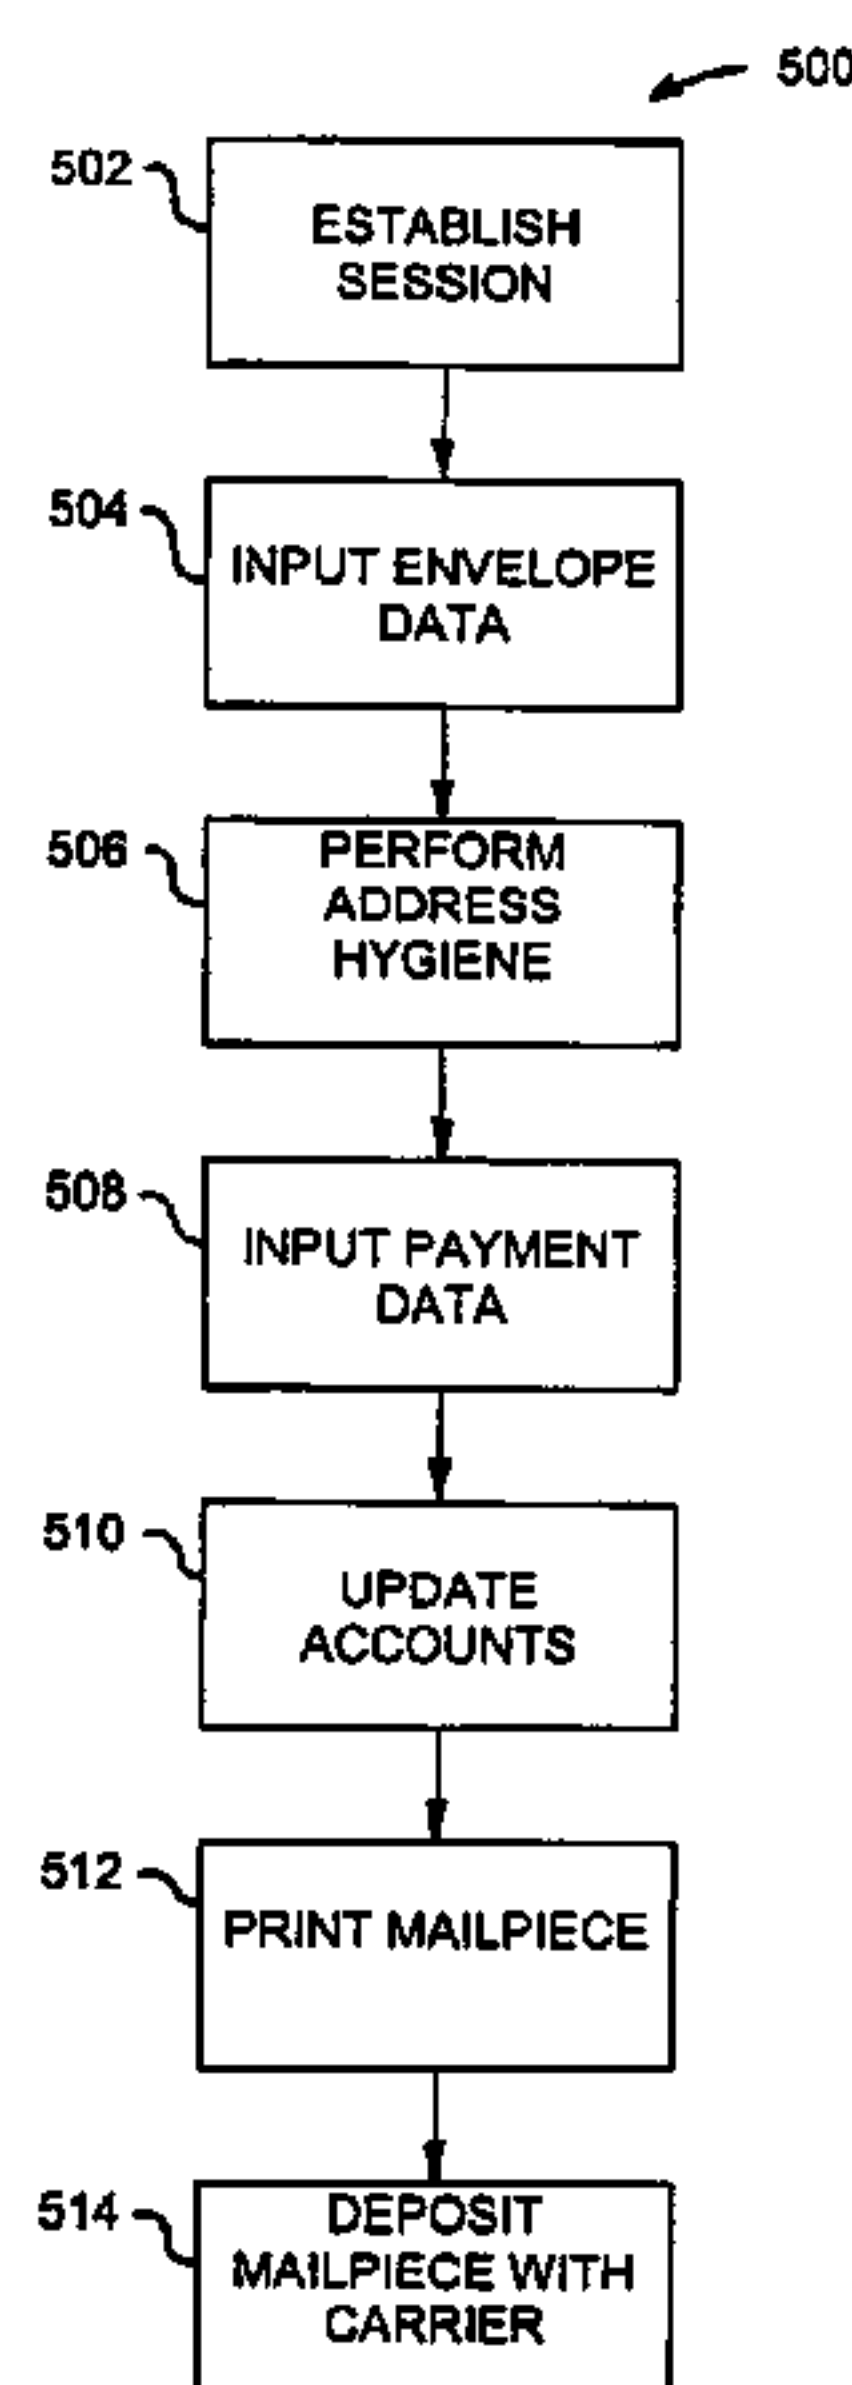 500
502
ESTABLISH
SESSION
504
INPUT ENVELOPE
DATA
506
PERFORM
ADDRESS
HYGIENE
508
INPUT PAYMENT
DATA
510
UPDATE
ACCOUNTS
512
PRINT MAILPIECE
514
DEPOSIT
MAILPIECE WITH
CARRIER